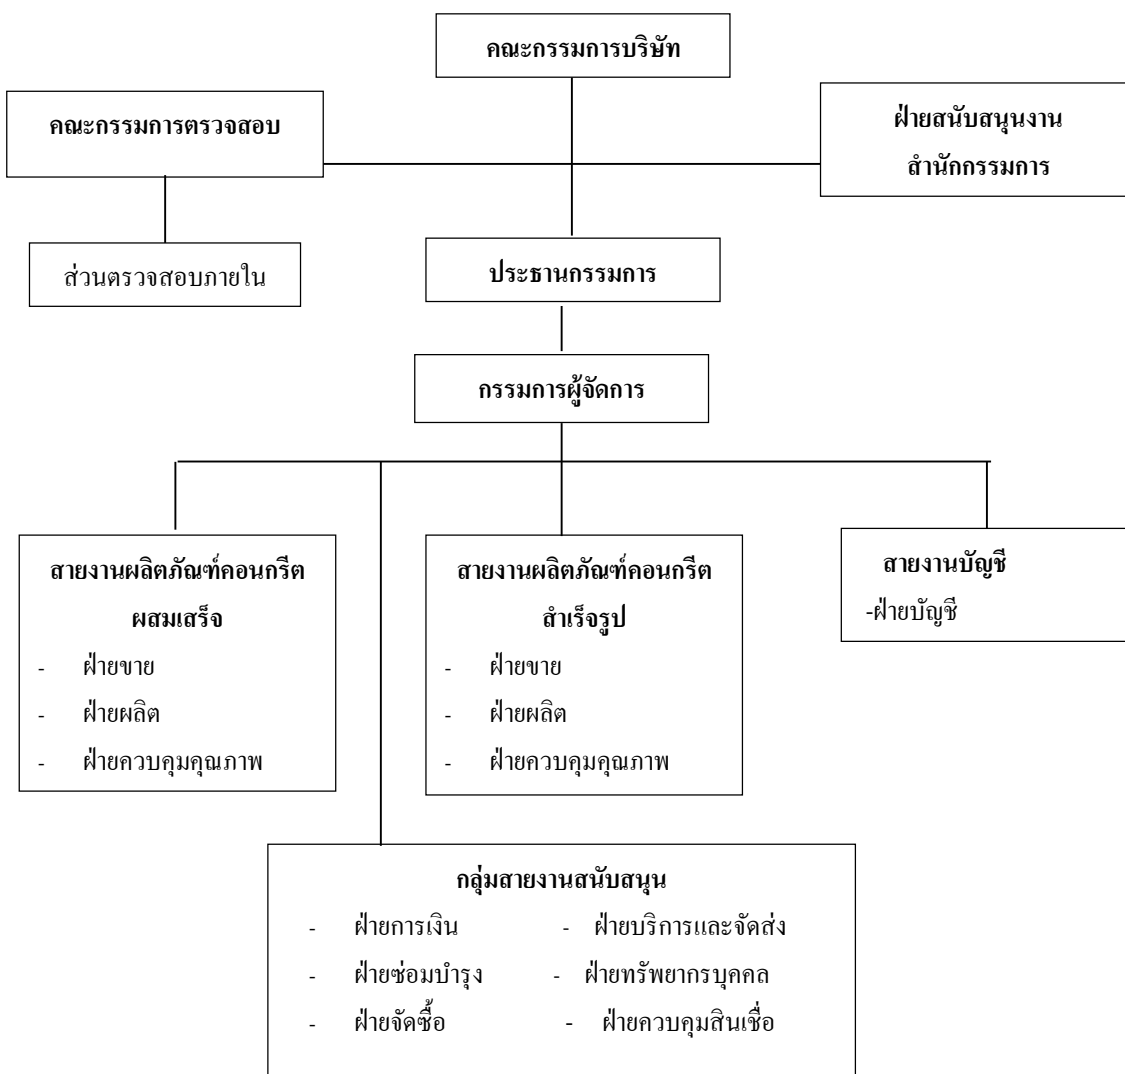 คณะกรรมการบริษัท
คณะกรรมการตรวจสอบ
ฝ่ายสนับสนุนงาน
สำนักกรรมการ
ส่วนตรวจสอบภายใน
ประธานกรรมการ
กรรมการผู้จัดการ
สายงานผลิตภัณฑ์คอนกรีต
ผสมเสร็จ
- ฝ่ายขาย
- ฝ่ายผลิต
- ฝ่ายควบคุมคุณภาพ
สายงานผลิตภัณฑ์คอนกรีต
สำเร็จรูป
- ฝ่ายขาย
- ฝ่ายผลิต
- ฝ่ายควบคุมคุณภาพ
สายงานบัญชี
-ฝ่ายบัญชี
กลุ่มสายงานสนับสนุน
- ฝ่ายการเงิน - ฝ่ายบริการและจัดส่ง
- ฝ่ายซ่อมบำรุง - ฝ่ายทรัพยากรบุคคล
- ฝ่ายจัดซื้อ - ฝ่ายควบคุมสินเชื่อ